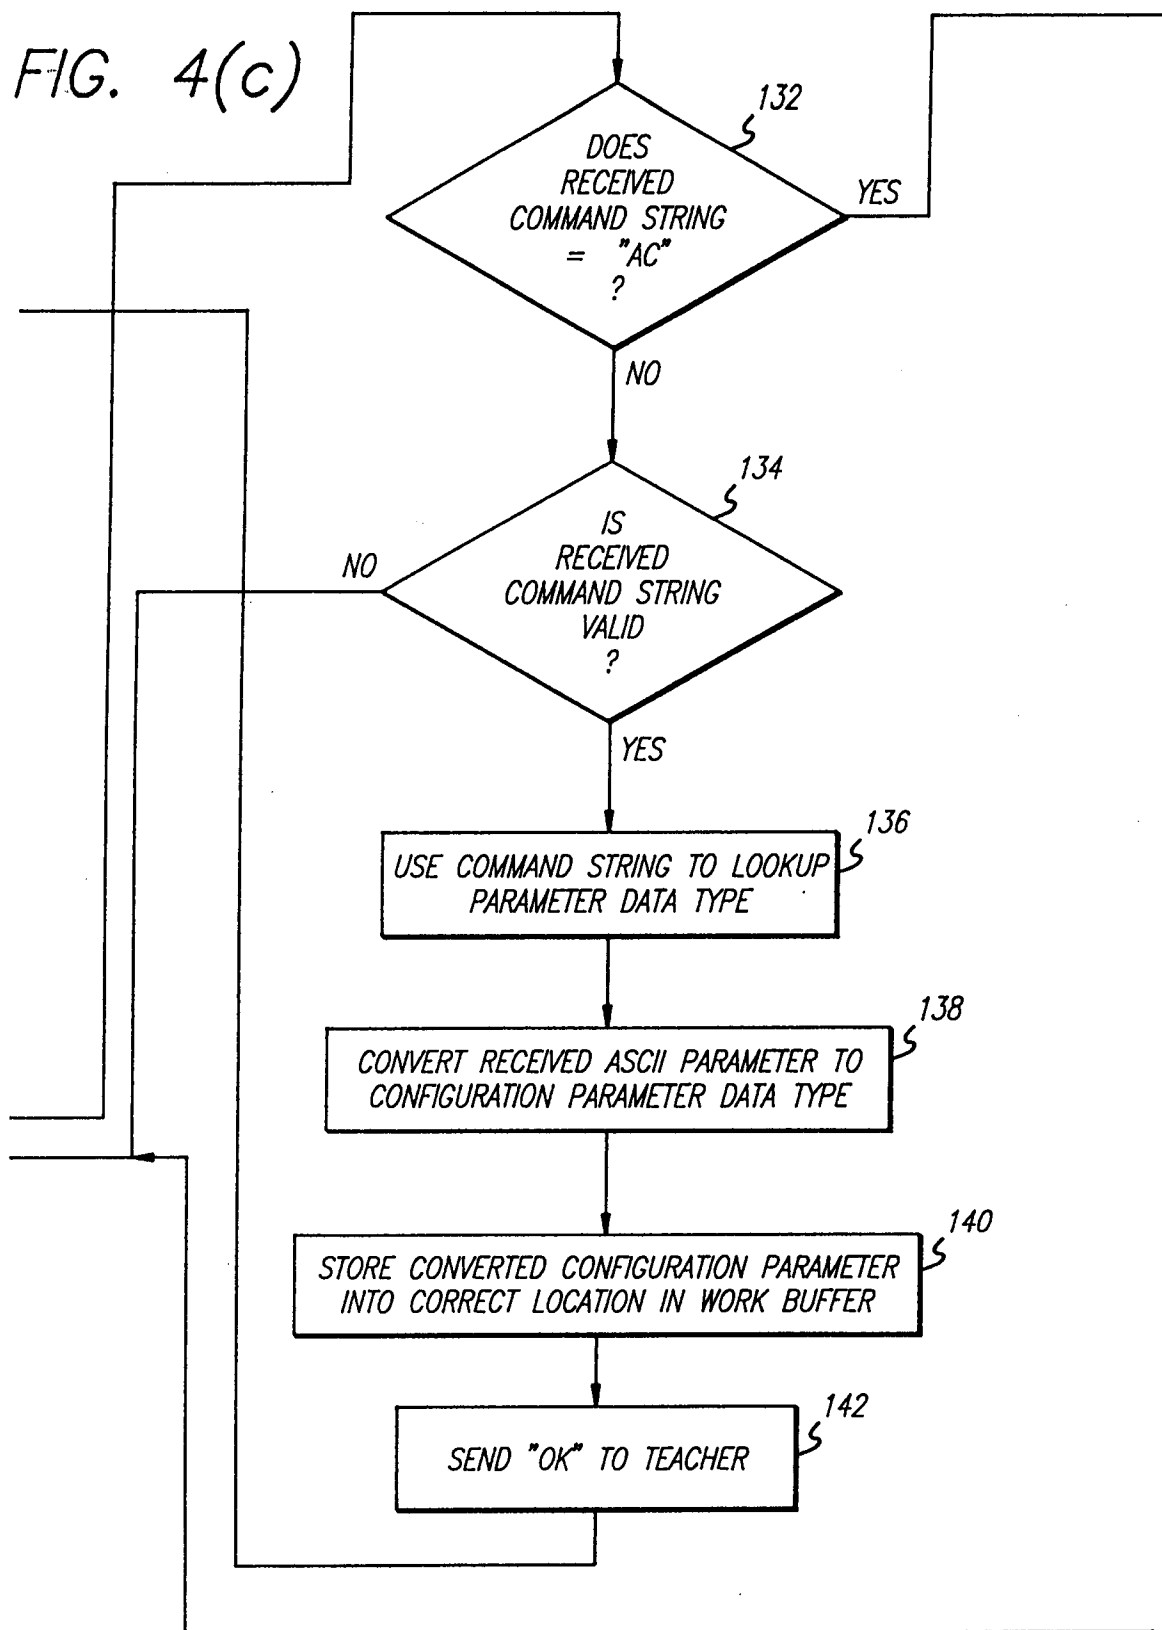 FIG. 4(c)
132
DOES
RECEIVED
COMMAND STRING
= "AC"
?
YES
NO
134
IS
RECEIVED
COMMAND STRING
VALID
?
NO
YES
136
USE COMMAND STRING TO LOOKUP
PARAMETER DATA TYPE
138
CONVERT RECEIVED ASCII PARAMETER TO
CONFIGURATION PARAMETER DATA TYPE
140
STORE CONVERTED CONFIGURATION PARAMETER
INTO CORRECT LOCATION IN WORK BUFFER
142
SEND "OK" TO TEACHER